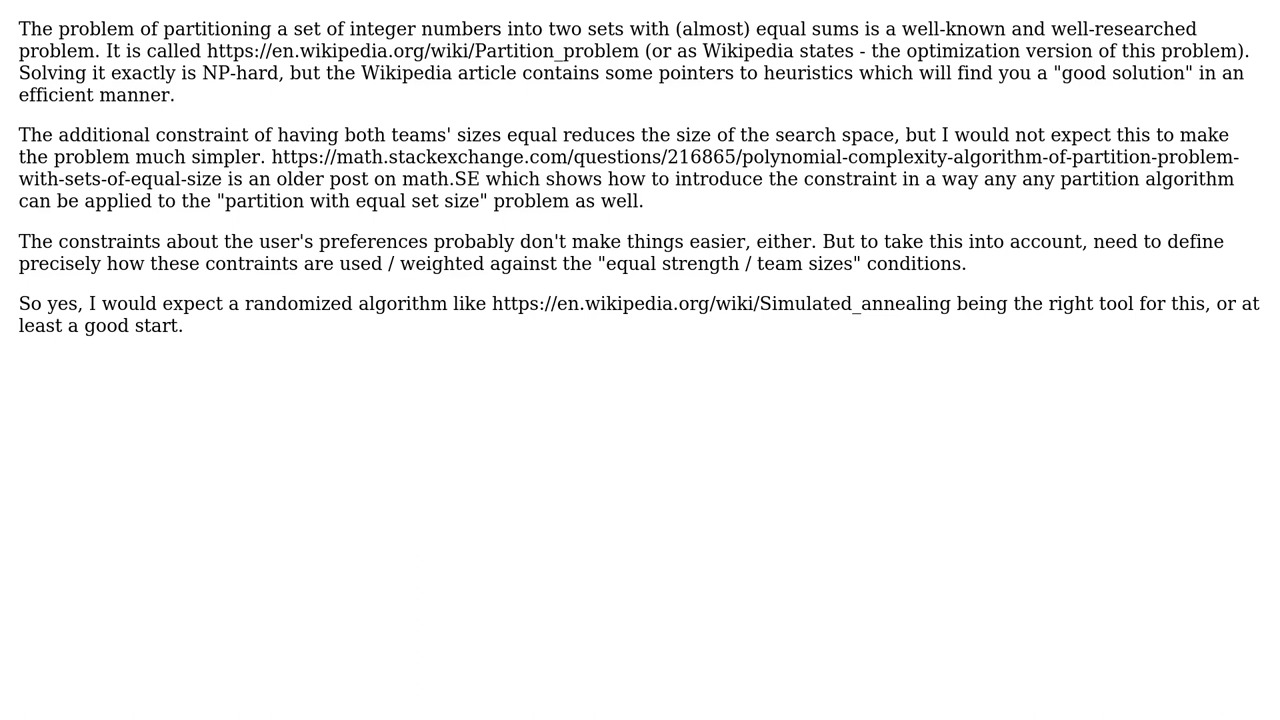 The problem of partitioning a set of integer numbers into two sets with (almost) equal sums is a well-known and well-researched
problem. It is called https://en.wikipedia.org/wiki/Partition_problem (or as Wikipedia states - the optimization version of this problem).
Solving it exactly is NP-hard, but the Wikipedia article contains some pointers to heuristics which will find you a "good solution" in an
efficient manner.
The additional constraint of having both teams' sizes equal reduces the size of the search space, but I would not expect this to make
the problem much simpler. https://math.stackexchange.com/questions/216865/polynomial-complexity-algorithm-of-partition-problem-
with-sets-of-equal-size is an older post on math.SE which shows how to introduce the constraint in a way any any partition algorithm
can be applied to the "partition with equal set size" problem as well.
The constraints about the user's preferences probably don't make things easier, either. But to take this into account, need to define
precisely how these contraints are used / weighted against the "equal strength / team sizes" conditions.
So yes, I would expect a randomized algorithm like https://en.wikipedia.org/wiki/Simulated_annealing being the right tool for this, or at
least a good start.